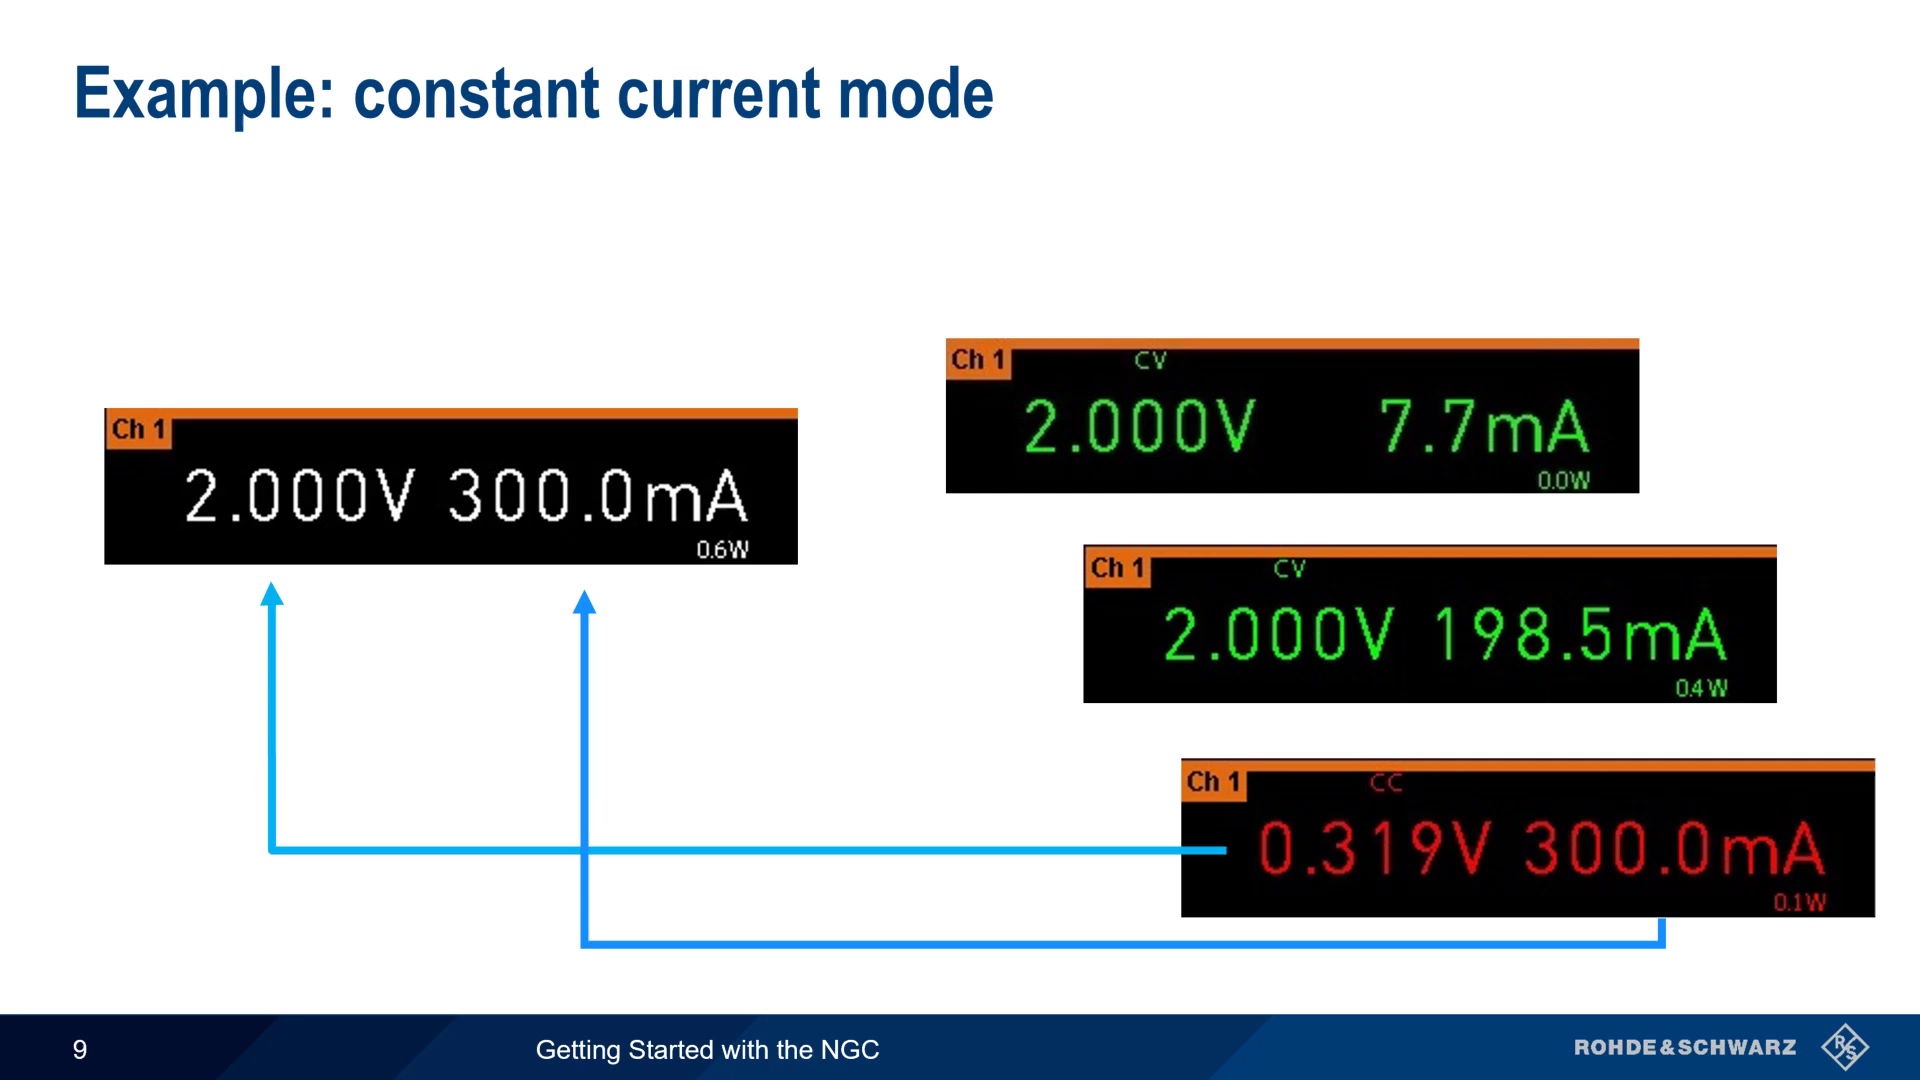 Example: constant current mode
Ch 1
2.000V 300.0mA
0.6W
Ch 1 CV
2.000V 7.7mA
0.0W
Ch 1 CV
2.000V 198.5mA
0.4W
Ch 1 CC
0.319V 300.0mA
0.1W
9
Getting Started with the NGC
ROHDE&SCHWARZ
R&S